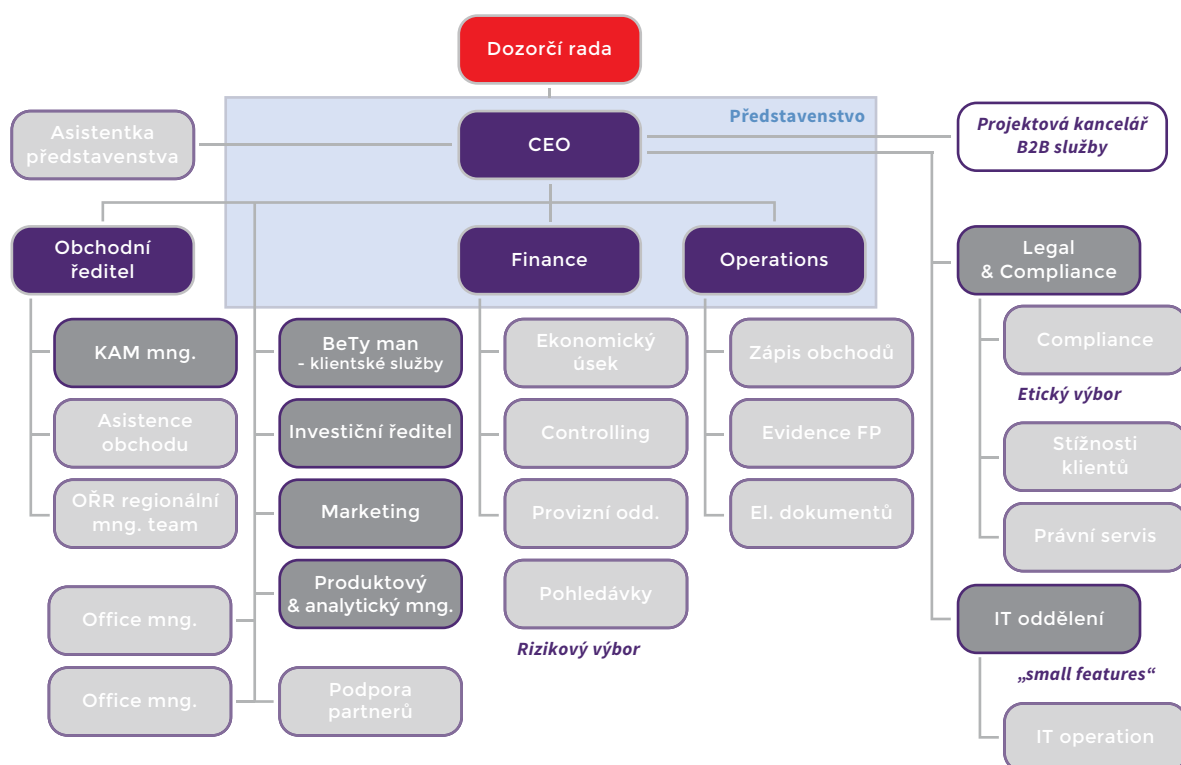 Dozorčí rada
Představenstvo
Asistentka
představenstva
CEO
Projektová kancelář
B2B služby
Obchodní
ředitel
Finance
Operations
Legal
& Compliance
KAM mng.
BeTy man
- klientské služby
Ekonomický
úsek
Zápis obchodů
Compliance
Etický výbor
Asistence
obchodu
Investiční ředitel
Controlling
Evidence FP
Stížnosti
klientů
OŘR regionální
mng. team
Marketing
Provizní odd.
El. dokumentů
Právní servis
Produktový
& analytický mng.
Pohledávky
Office mng.
IT oddělení
Rizikový výbor
„small features“
Office mng.
Podpora
partnerů
IT operation